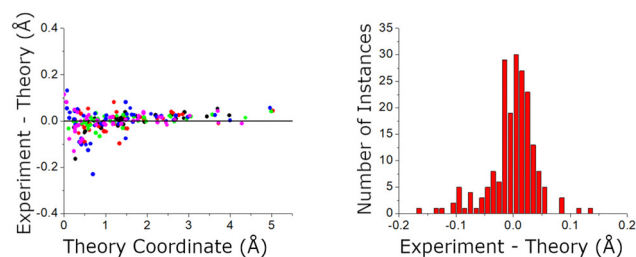 Experiment - Theory (Å)
0.4
0.2
0.0
-0.2
-0.4
0 1 2 3 4 5
Theory Coordinate (Å)
Number of Instances
35
30
25
20
15
10
5
0
-0.2 -0.1 0.0 0.1 0.2
Experiment - Theory (Å)